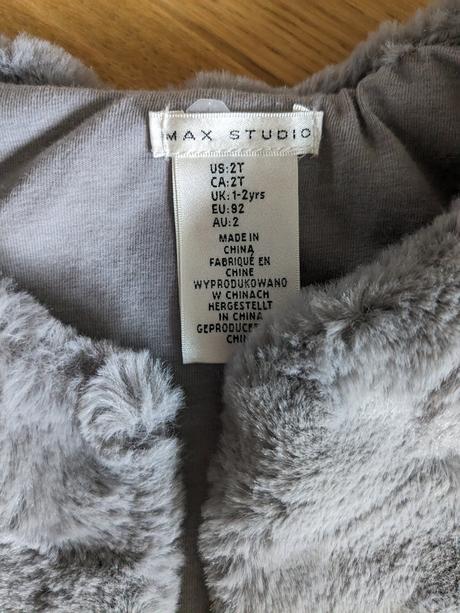 MAX STUDIO
US:2T
CA:2T
UK:1-2yrs
EU:92
AU:2
MADE IN
CHINA
FABRIQUÉ EN
CHINE
WYPRODUKOWANO
W CHINACH
HERGESTELLT
IN CHINA